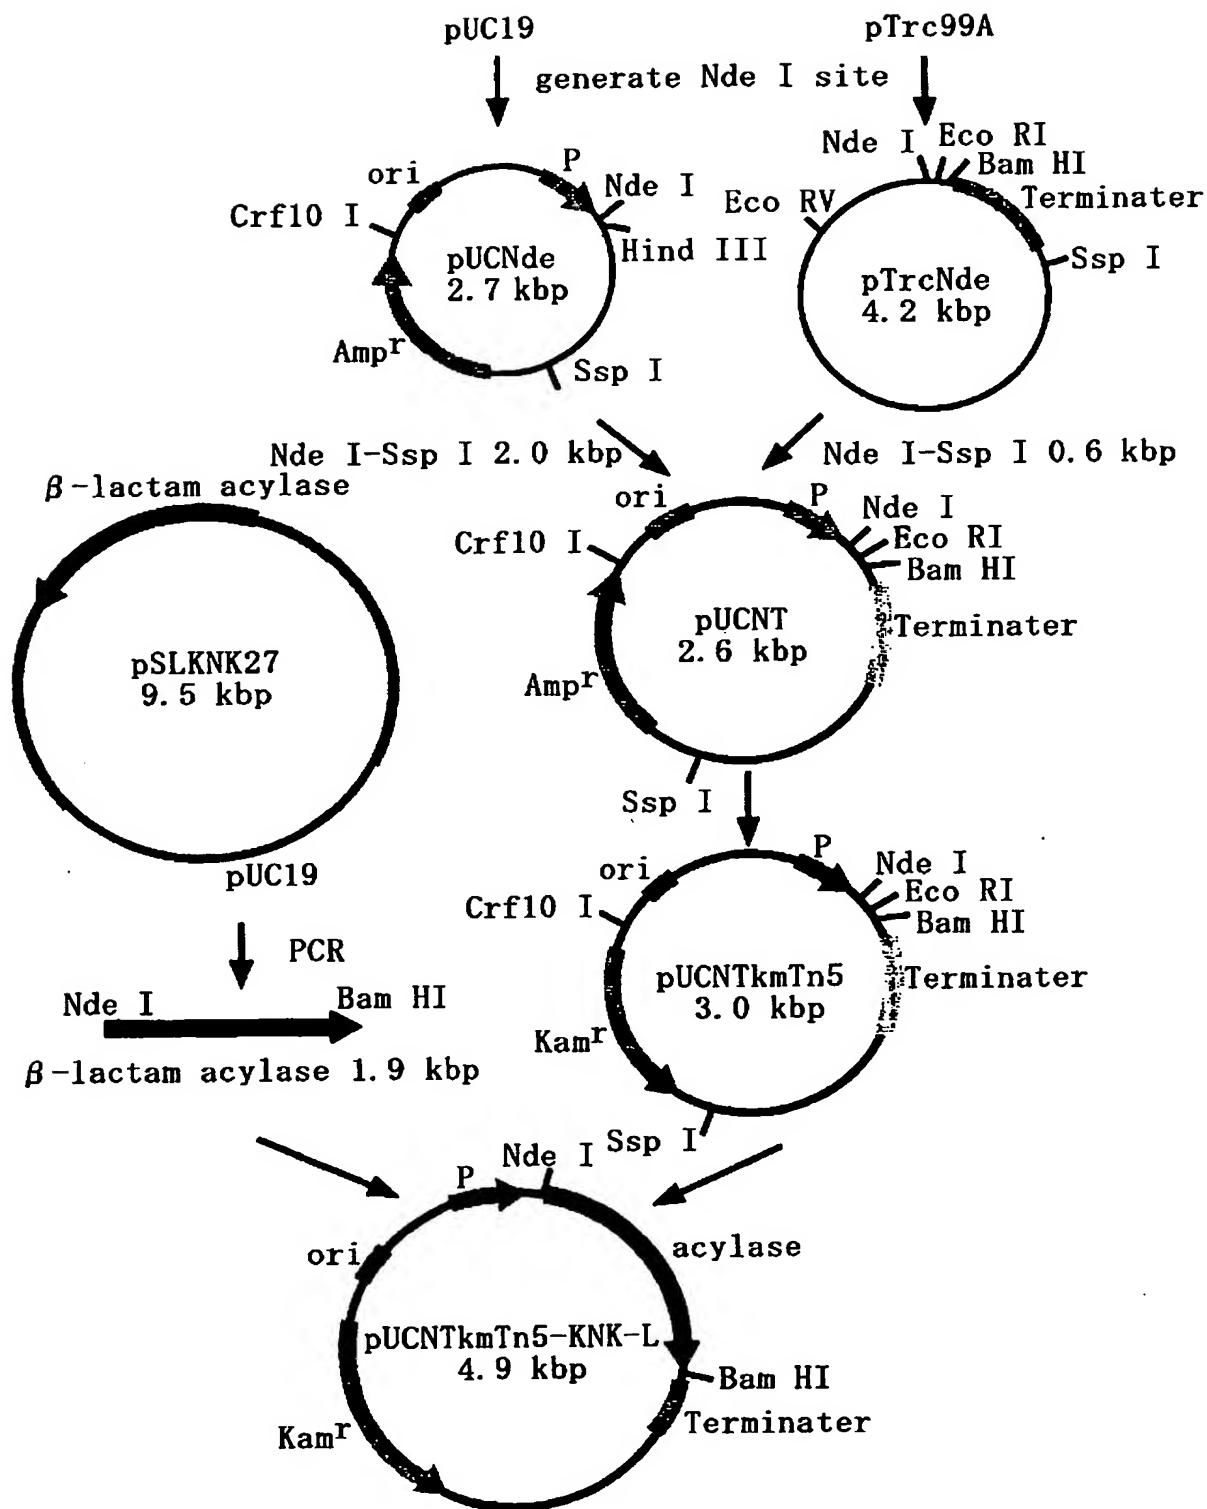 pUC19
pTrc99A
generate Nde I site
ori
P
Nde I
Crf10 I
Hind III
pUCNde
2.7 kbp
Ampʳ
Ssp I
Nde I
Eco RI
Bam HI
Terminater
Eco RV
Ssp I
pTrcNde
4.2 kbp
Nde I-Ssp I 2.0 kbp
Nde I-Ssp I 0.6 kbp
β-lactam acylase
pSLKNK27
9.5 kbp
pUC19
ori
P
Nde I
Eco RI
Bam HI
Crf10 I
pUCNT
2.6 kbp
Terminater
Ampʳ
Ssp I
PCR
Nde I
Bam HI
β-lactam acylase 1.9 kbp
ori
P
Nde I
Eco RI
Bam HI
Crf10 I
pUCNTkmTn5
3.0 kbp
Terminater
Kamʳ
Ssp I
P
Nde I
ori
acylase
pUCNTkmTn5-KNK-L
4.9 kbp
Bam HI
Terminater
Kamʳ